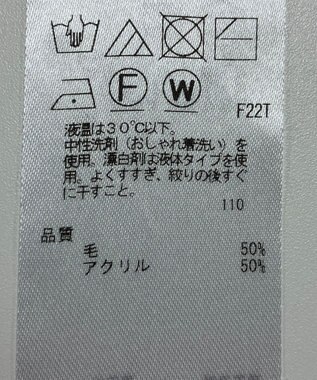 F W
F22T
液温は30℃以下。
中性洗剤（おしゃれ着洗い）を
使用。漂白剤は液体タイプを使
用。よくすすぎ、絞りの後すぐ
に干すこと。
110
品質
毛 50%
アクリル 50%